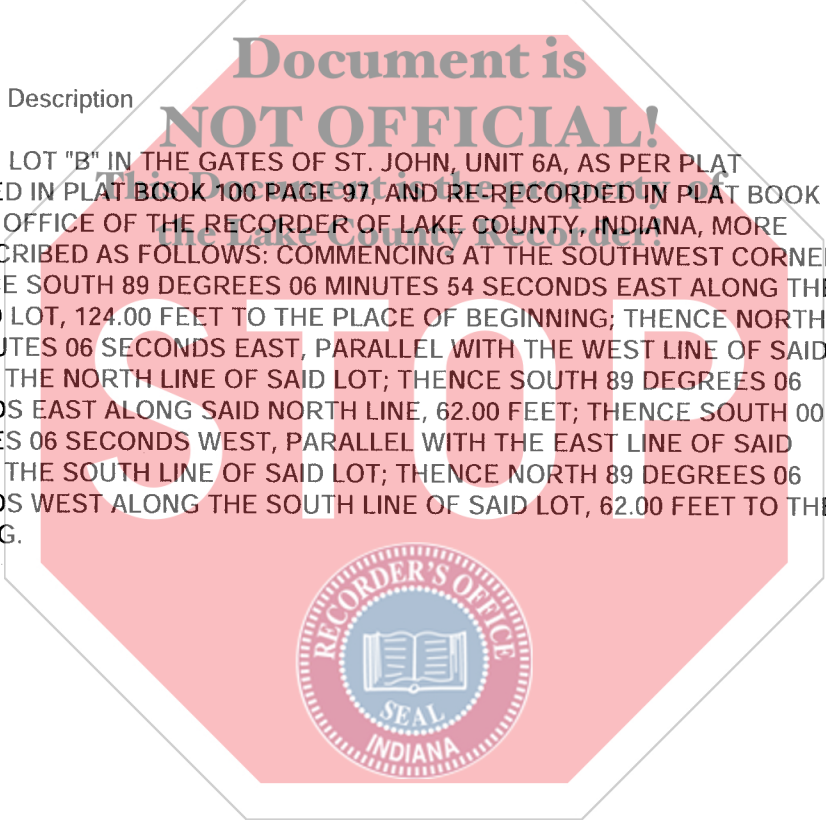 Document is
Description
NOT OFFICIAL!
LOT "B" IN THE GATES OF ST. JOHN, UNIT 6A, AS PER PLAT
This Document is the property of
ED IN PLAT BOOK 100 PAGE 97, AND RE-RECORDED IN PLAT BOOK
OFFICE OF THE RECORDER OF LAKE COUNTY, INDIANA, MORE
the Lake County Recorder!
CRIBED AS FOLLOWS: COMMENCING AT THE SOUTHWEST CORNE
E SOUTH 89 DEGREES 06 MINUTES 54 SECONDS EAST ALONG THE
LOT, 124.00 FEET TO THE PLACE OF BEGINNING; THENCE NORTH
UTES 06 SECONDS EAST, PARALLEL WITH THE WEST LINE OF SAID
THE NORTH LINE OF SAID LOT; THENCE SOUTH 89 DEGREES 06
DS EAST ALONG SAID NORTH LINE, 62.00 FEET; THENCE SOUTH 00
ES 06 SECONDS WEST, PARALLEL WITH THE EAST LINE OF SAID
THE SOUTH LINE OF SAID LOT; THENCE NORTH 89 DEGREES 06
DS WEST ALONG THE SOUTH LINE OF SAID LOT, 62.00 FEET TO THE
G.
STOP
RECORDER'S OFFICE
SEAL
INDIANA